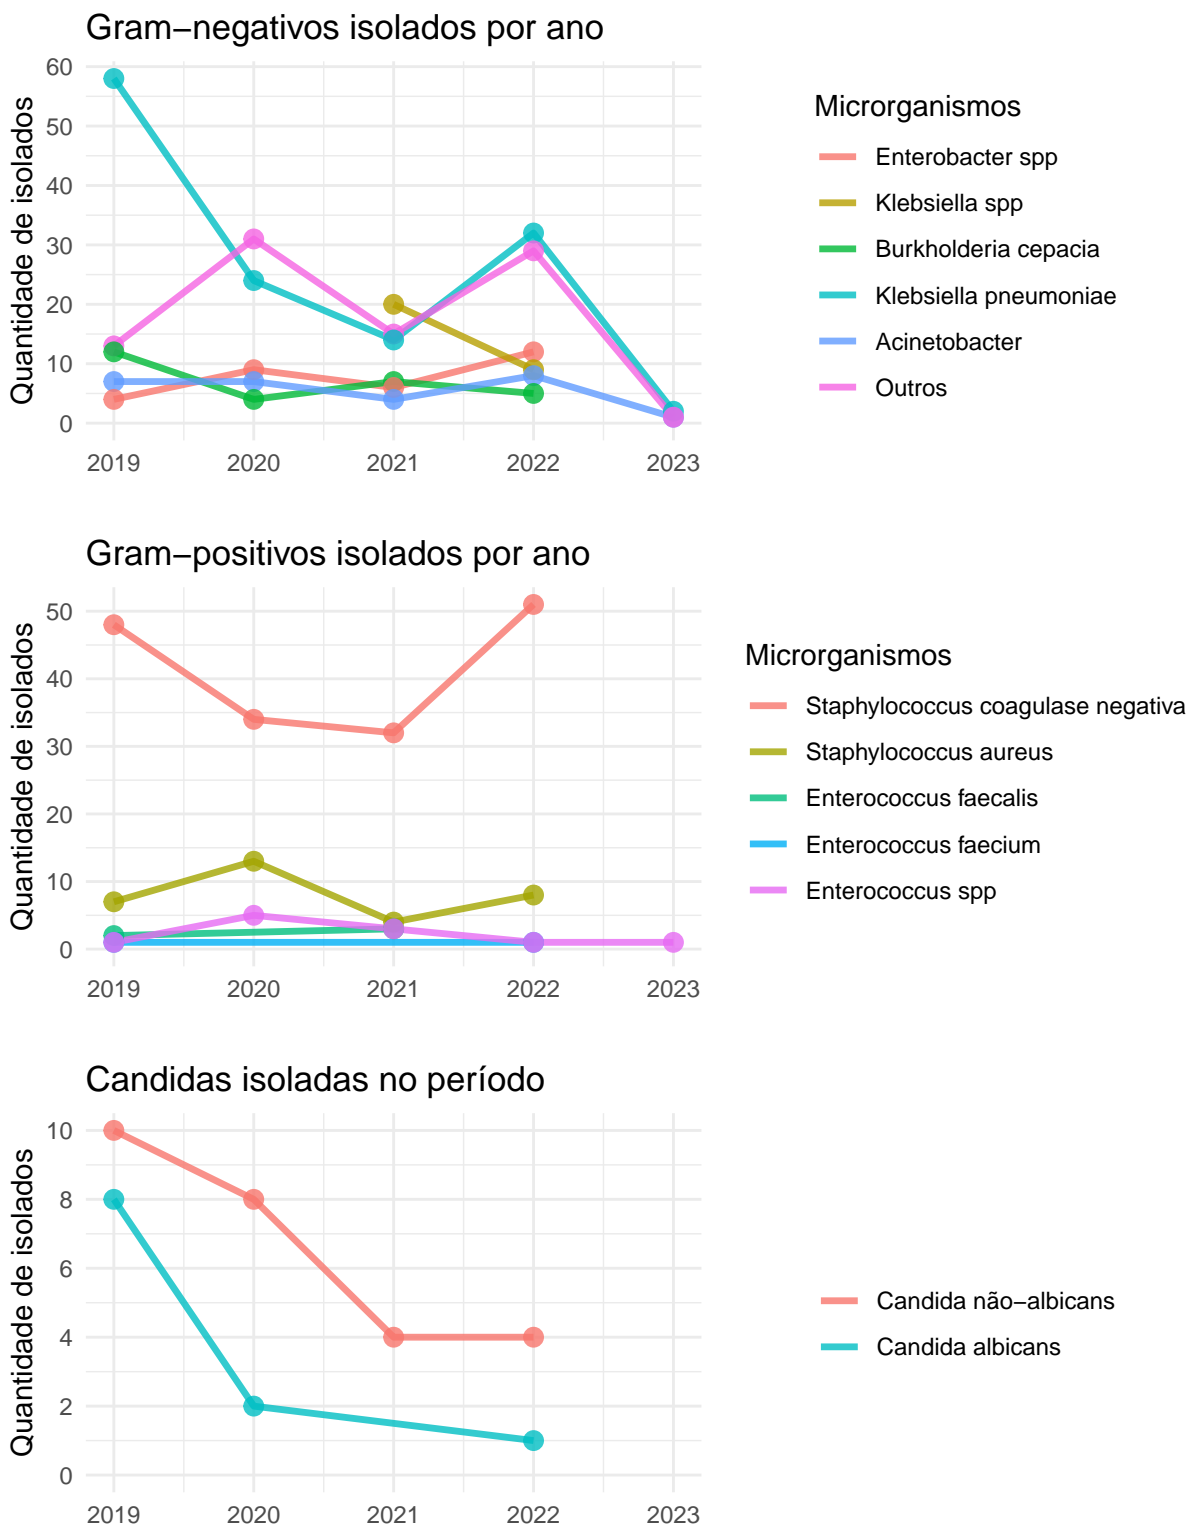 Gram−negativos isolados por ano
Quantidade de isolados
60
50
40
30
20
10
0
2019 2020 2021 2022 2023
Microrganismos
Enterobacter spp
Klebsiella spp
Burkholderia cepacia
Klebsiella pneumoniae
Acinetobacter
Outros
Gram−positivos isolados por ano
Quantidade de isolados
50
40
30
20
10
0
2019 2020 2021 2022 2023
Microrganismos
Staphylococcus coagulase negativa
Staphylococcus aureus
Enterococcus faecalis
Enterococcus faecium
Enterococcus spp
Candidas isoladas no período
Quantidade de isolados
10
8
6
4
2
0
2019 2020 2021 2022 2023
Candida não−albicans
Candida albicans